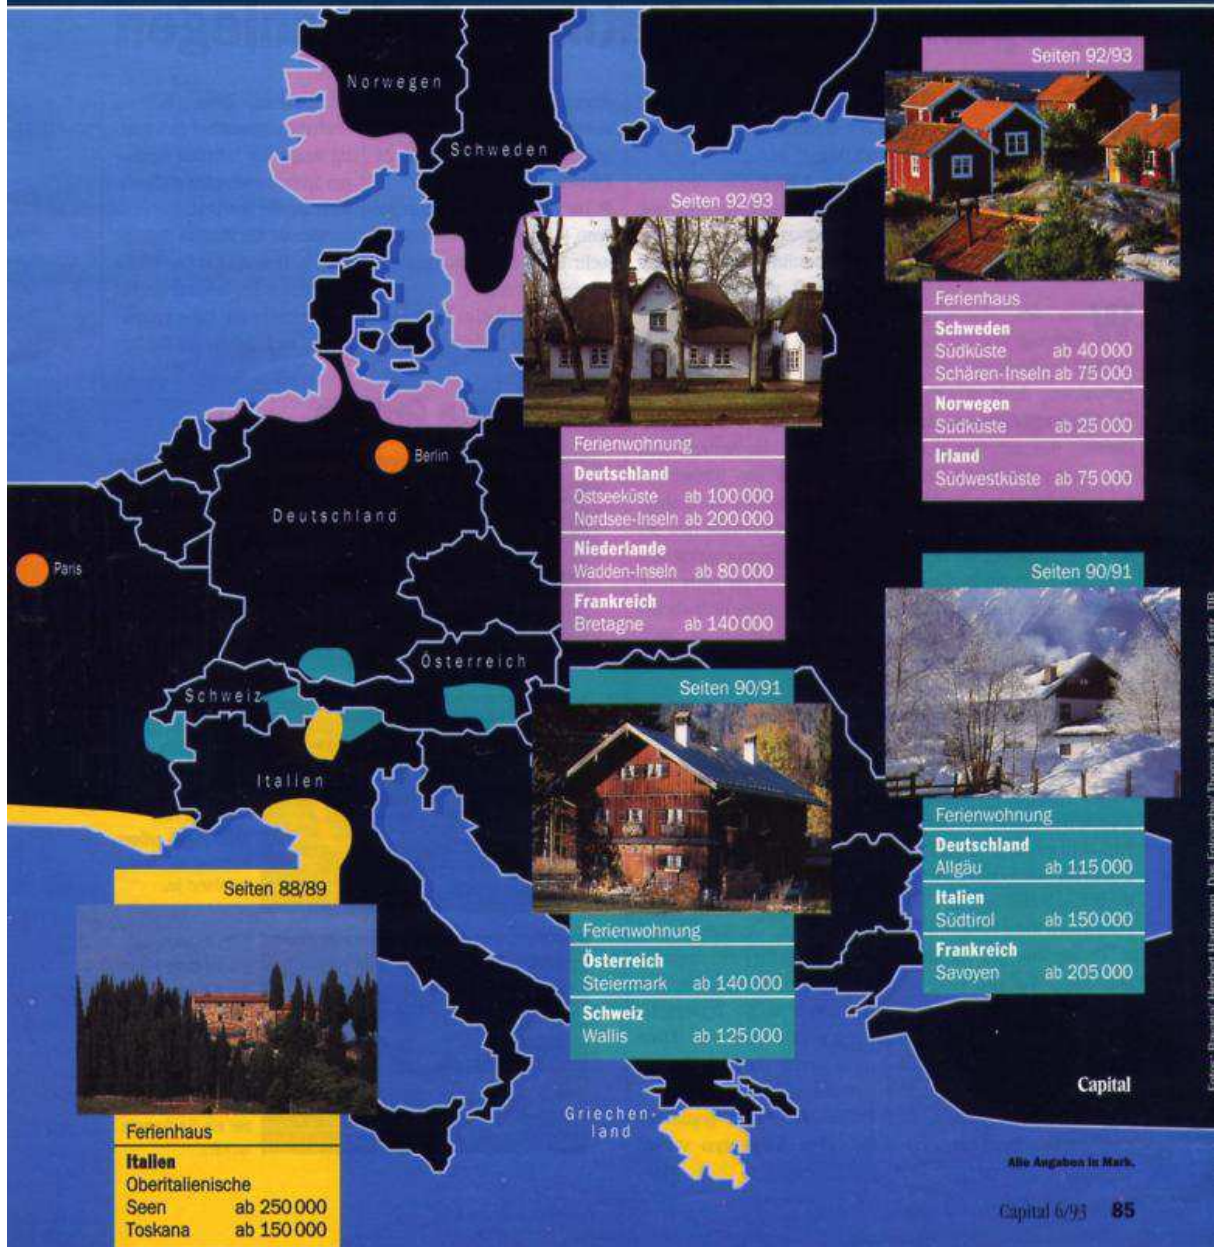 Norwegen
Schweden
Seiten 92/93
Ferienhaus
Schweden
Südküste ab 40 000
Schären-Inseln ab 75 000
Norwegen
Südküste ab 25 000
Irland
Südwestküste ab 75 000
Seiten 92/93
Ferienwohnung
Deutschland
Ostseeküste ab 100 000
Nordsee-Inseln ab 200 000
Niederlande
Wadden-Inseln ab 80 000
Frankreich
Bretagne ab 140 000
Berlin
Deutschland
Paris
Österreich
Schweiz
Italien
Seiten 90/91
Ferienwohnung
Deutschland
Allgäu ab 115 000
Italien
Südtirol ab 150 000
Frankreich
Savoyen ab 205 000
Seiten 90/91
Ferienwohnung
Österreich
Steiermark ab 140 000
Schweiz
Wallis ab 125 000
Seiten 88/89
Ferienhaus
Italien
Oberitalienische
Seen ab 250 000
Toskana ab 150 000
Griechen-
land
Capital
Alle Angaben in Mark.
Capital 6/93 85